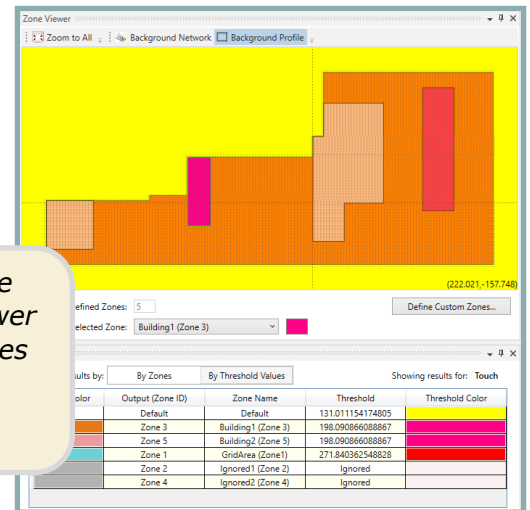 Zone Viewer
Zoom to All Background Network Background Profile
(222.021,-157.748)
Zones: 5 Define Custom Zones...
Zone: Building1 (Zone 3)
by: By Zones By Threshold Values Showing results for: Touch
Output (Zone ID) Zone Name Threshold Threshold Color
Default Default 131.011154174805
Zone 3 Building1 (Zone 3) 198.090866088867
Zone 5 Building2 (Zone 5) 198.090866088867
Zone 1 GridArea (Zone1) 271.840362548828
Zone 2 Ignored1 (Zone 2) Ignored
Zone 4 Ignored2 (Zone 4) Ignored